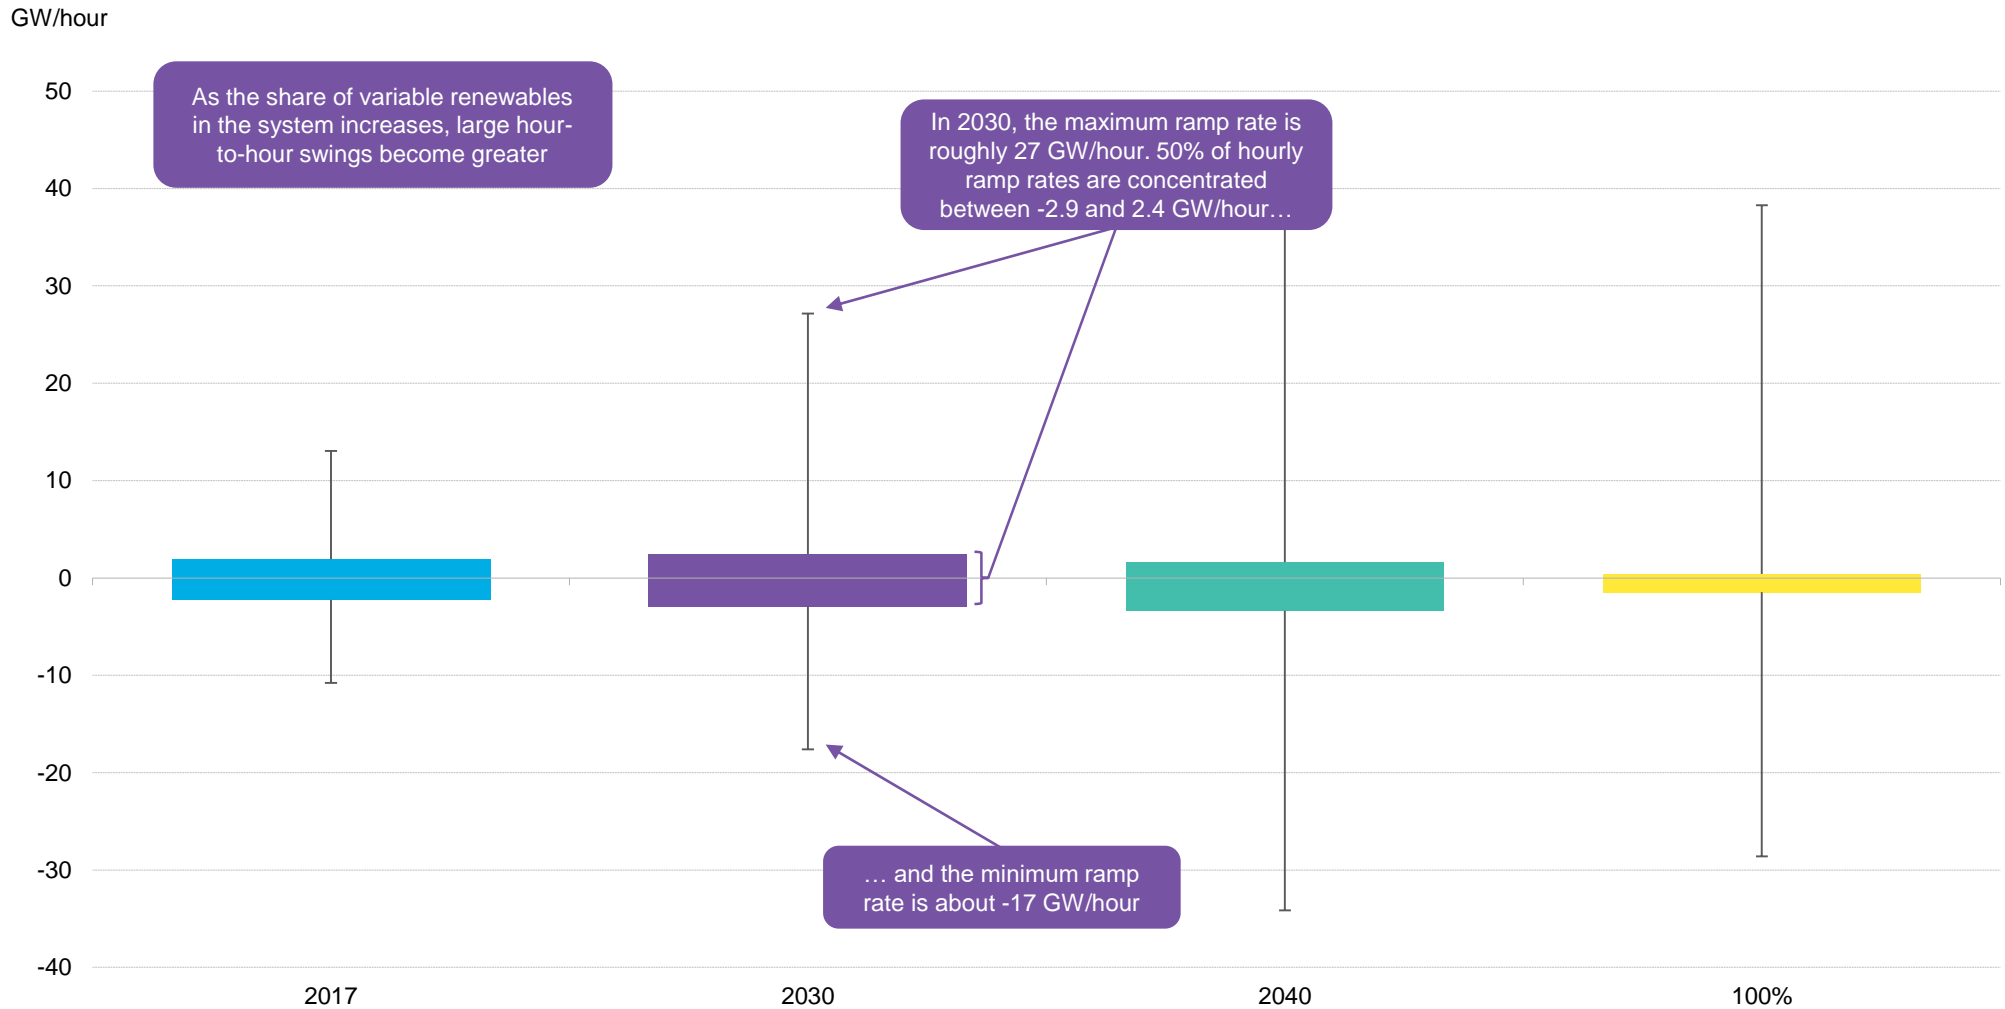 GW/hour
50
40
30
20
10
0
-10
-20
-30
-40
As the share of variable renewables
in the system increases, large hour-
to-hour swings become greater
In 2030, the maximum ramp rate is
roughly 27 GW/hour. 50% of hourly
ramp rates are concentrated
between -2.9 and 2.4 GW/hour…
… and the minimum ramp
rate is about -17 GW/hour
2017
2030
2040
100%